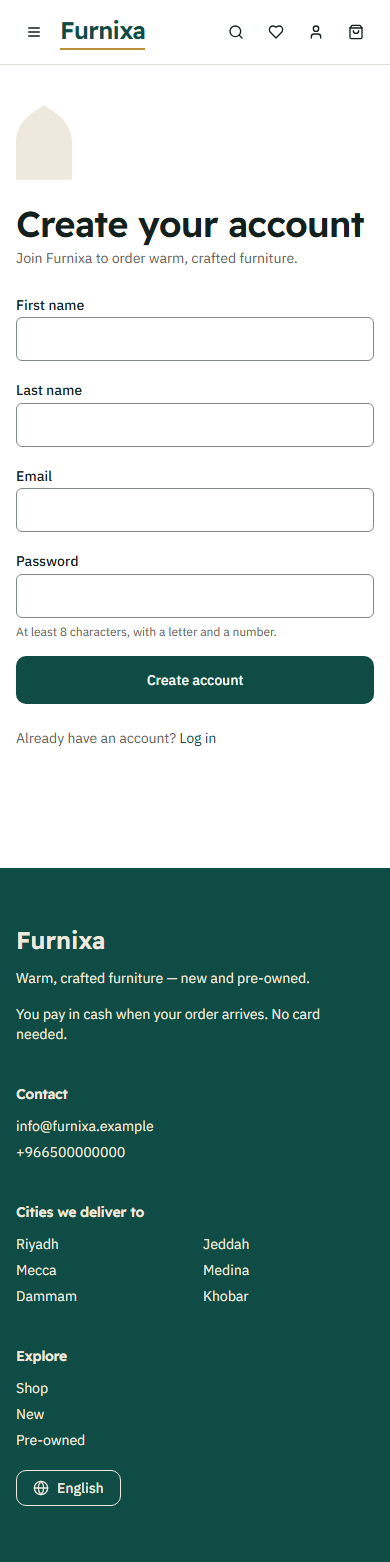 Furnixa
Create your account
Join Furnixa to order warm, crafted furniture.
First name
Last name
Email
Password
At least 8 characters, with a letter and a number.
Create account
Already have an account? Log in
Furnixa
Warm, crafted furniture — new and pre-owned.
You pay in cash when your order arrives. No card
needed.
Contact
info@furnixa.example
+966500000000
Cities we deliver to
Riyadh Jeddah
Mecca Medina
Dammam Khobar
Explore
Shop
New
Pre-owned
English